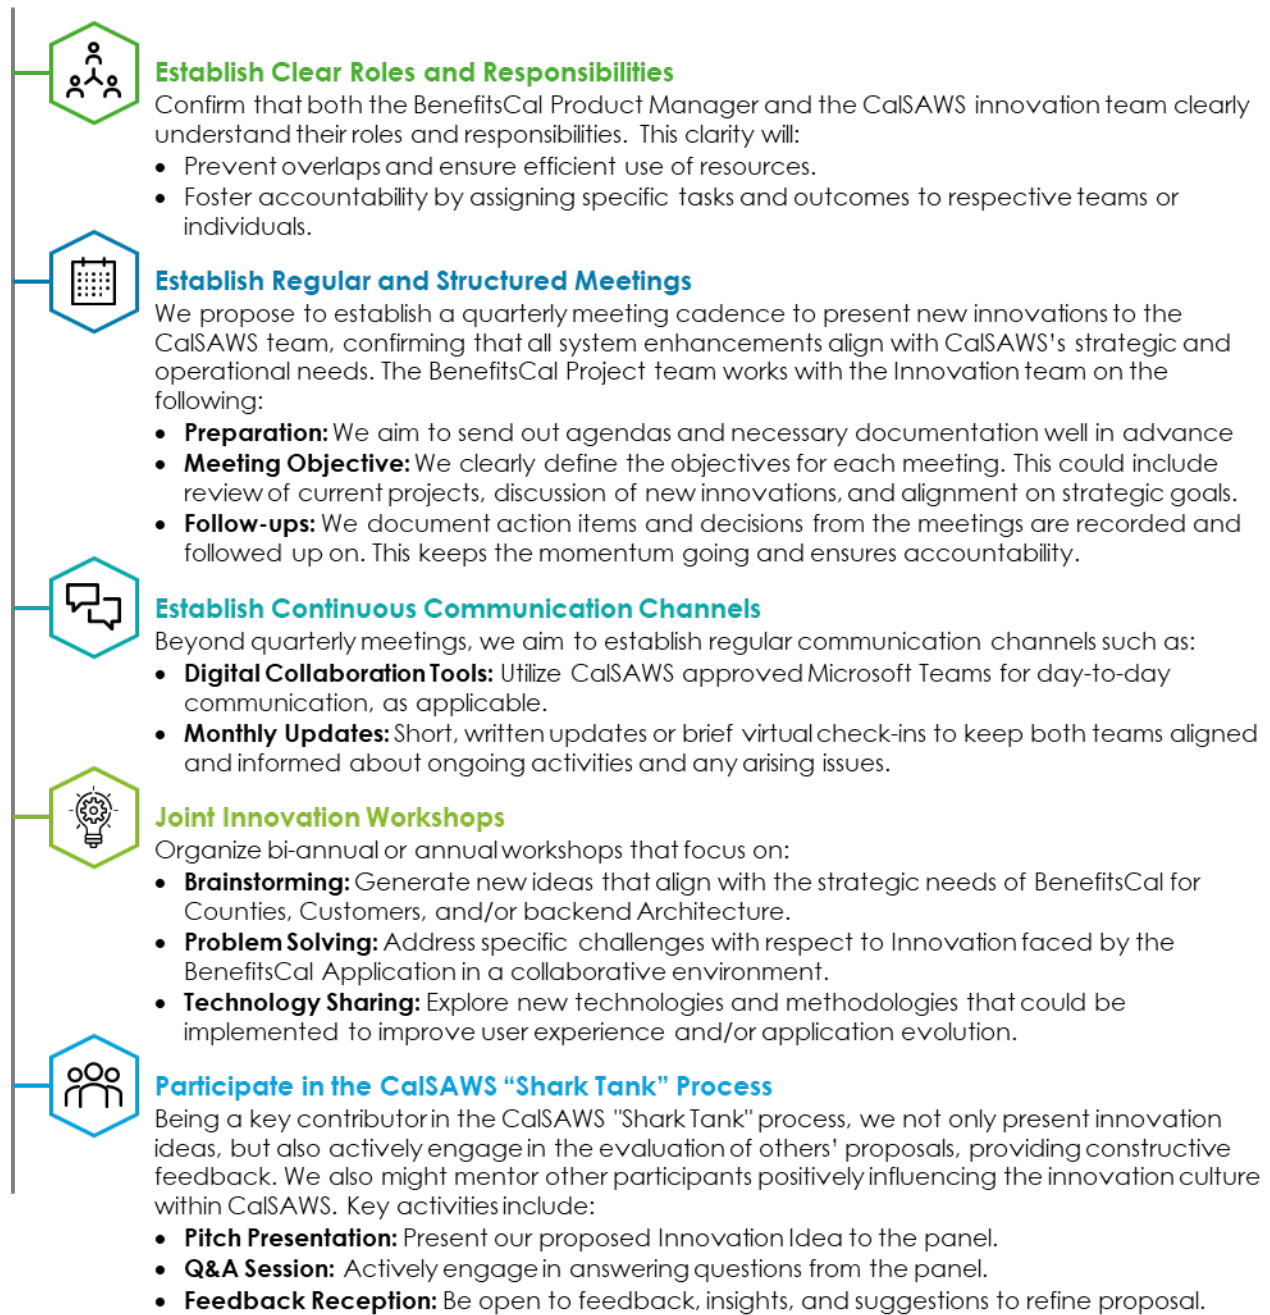 Establish Clear Roles and Responsibilities
Confirm that both the BenefitsCal Product Manager and the CalSAWS innovation team clearly
understand their roles and responsibilities. This clarity will:
• Prevent overlaps and ensure efficient use of resources.
• Foster accountability by assigning specific tasks and outcomes to respective teams or
individuals.
Establish Regular and Structured Meetings
We propose to establish a quarterly meeting cadence to present new innovations to the
CalSAWS team, confirming that all system enhancements align with CalSAWS's strategic and
operational needs. The BenefitsCal Project team works with the Innovation team on the
following:
• Preparation: We aim to send out agendas and necessary documentation well in advance
• Meeting Objective: We clearly define the objectives for each meeting. This could include
review of current projects, discussion of new innovations, and alignment on strategic goals.
• Follow-ups: We document action items and decisions from the meetings are recorded and
followed up on. This keeps the momentum going and ensures accountability.
Establish Continuous Communication Channels
Beyond quarterly meetings, we aim to establish regular communication channels such as:
• Digital Collaboration Tools: Utilize CalSAWS approved Microsoft Teams for day-to-day
communication, as applicable.
• Monthly Updates: Short, written updates or brief virtual check-ins to keep both teams aligned
and informed about ongoing activities and any arising issues.
Joint Innovation Workshops
Organize bi-annual or annual workshops that focus on:
• Brainstorming: Generate new ideas that align with the strategic needs of BenefitsCal for
Counties, Customers, and/or backend Architecture.
• Problem Solving: Address specific challenges with respect to Innovation faced by the
BenefitsCal Application in a collaborative environment.
• Technology Sharing: Explore new technologies and methodologies that could be
implemented to improve user experience and/or application evolution.
Participate in the CalSAWS “Shark Tank” Process
Being a key contributor in the CalSAWS "Shark Tank" process, we not only present innovation
ideas, but also actively engage in the evaluation of others’ proposals, providing constructive
feedback. We also might mentor other participants positively influencing the innovation culture
within CalSAWS. Key activities include:
• Pitch Presentation: Present our proposed Innovation Idea to the panel.
• Q&A Session: Actively engage in answering questions from the panel.
• Feedback Reception: Be open to feedback, insights, and suggestions to refine proposal.